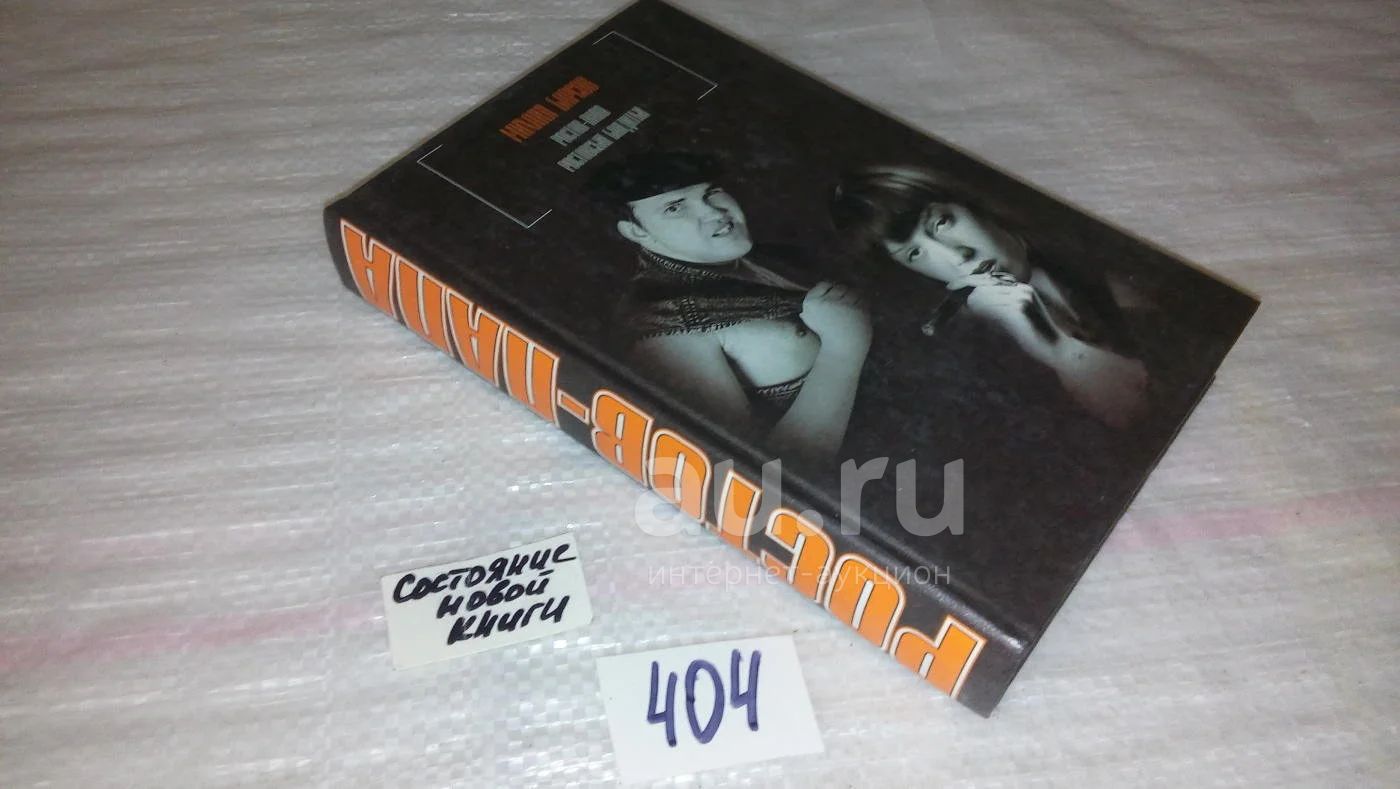 РОСТОВ-ПАПА
Состояние
новой
книги
404
au.ru
интернет-аукцион